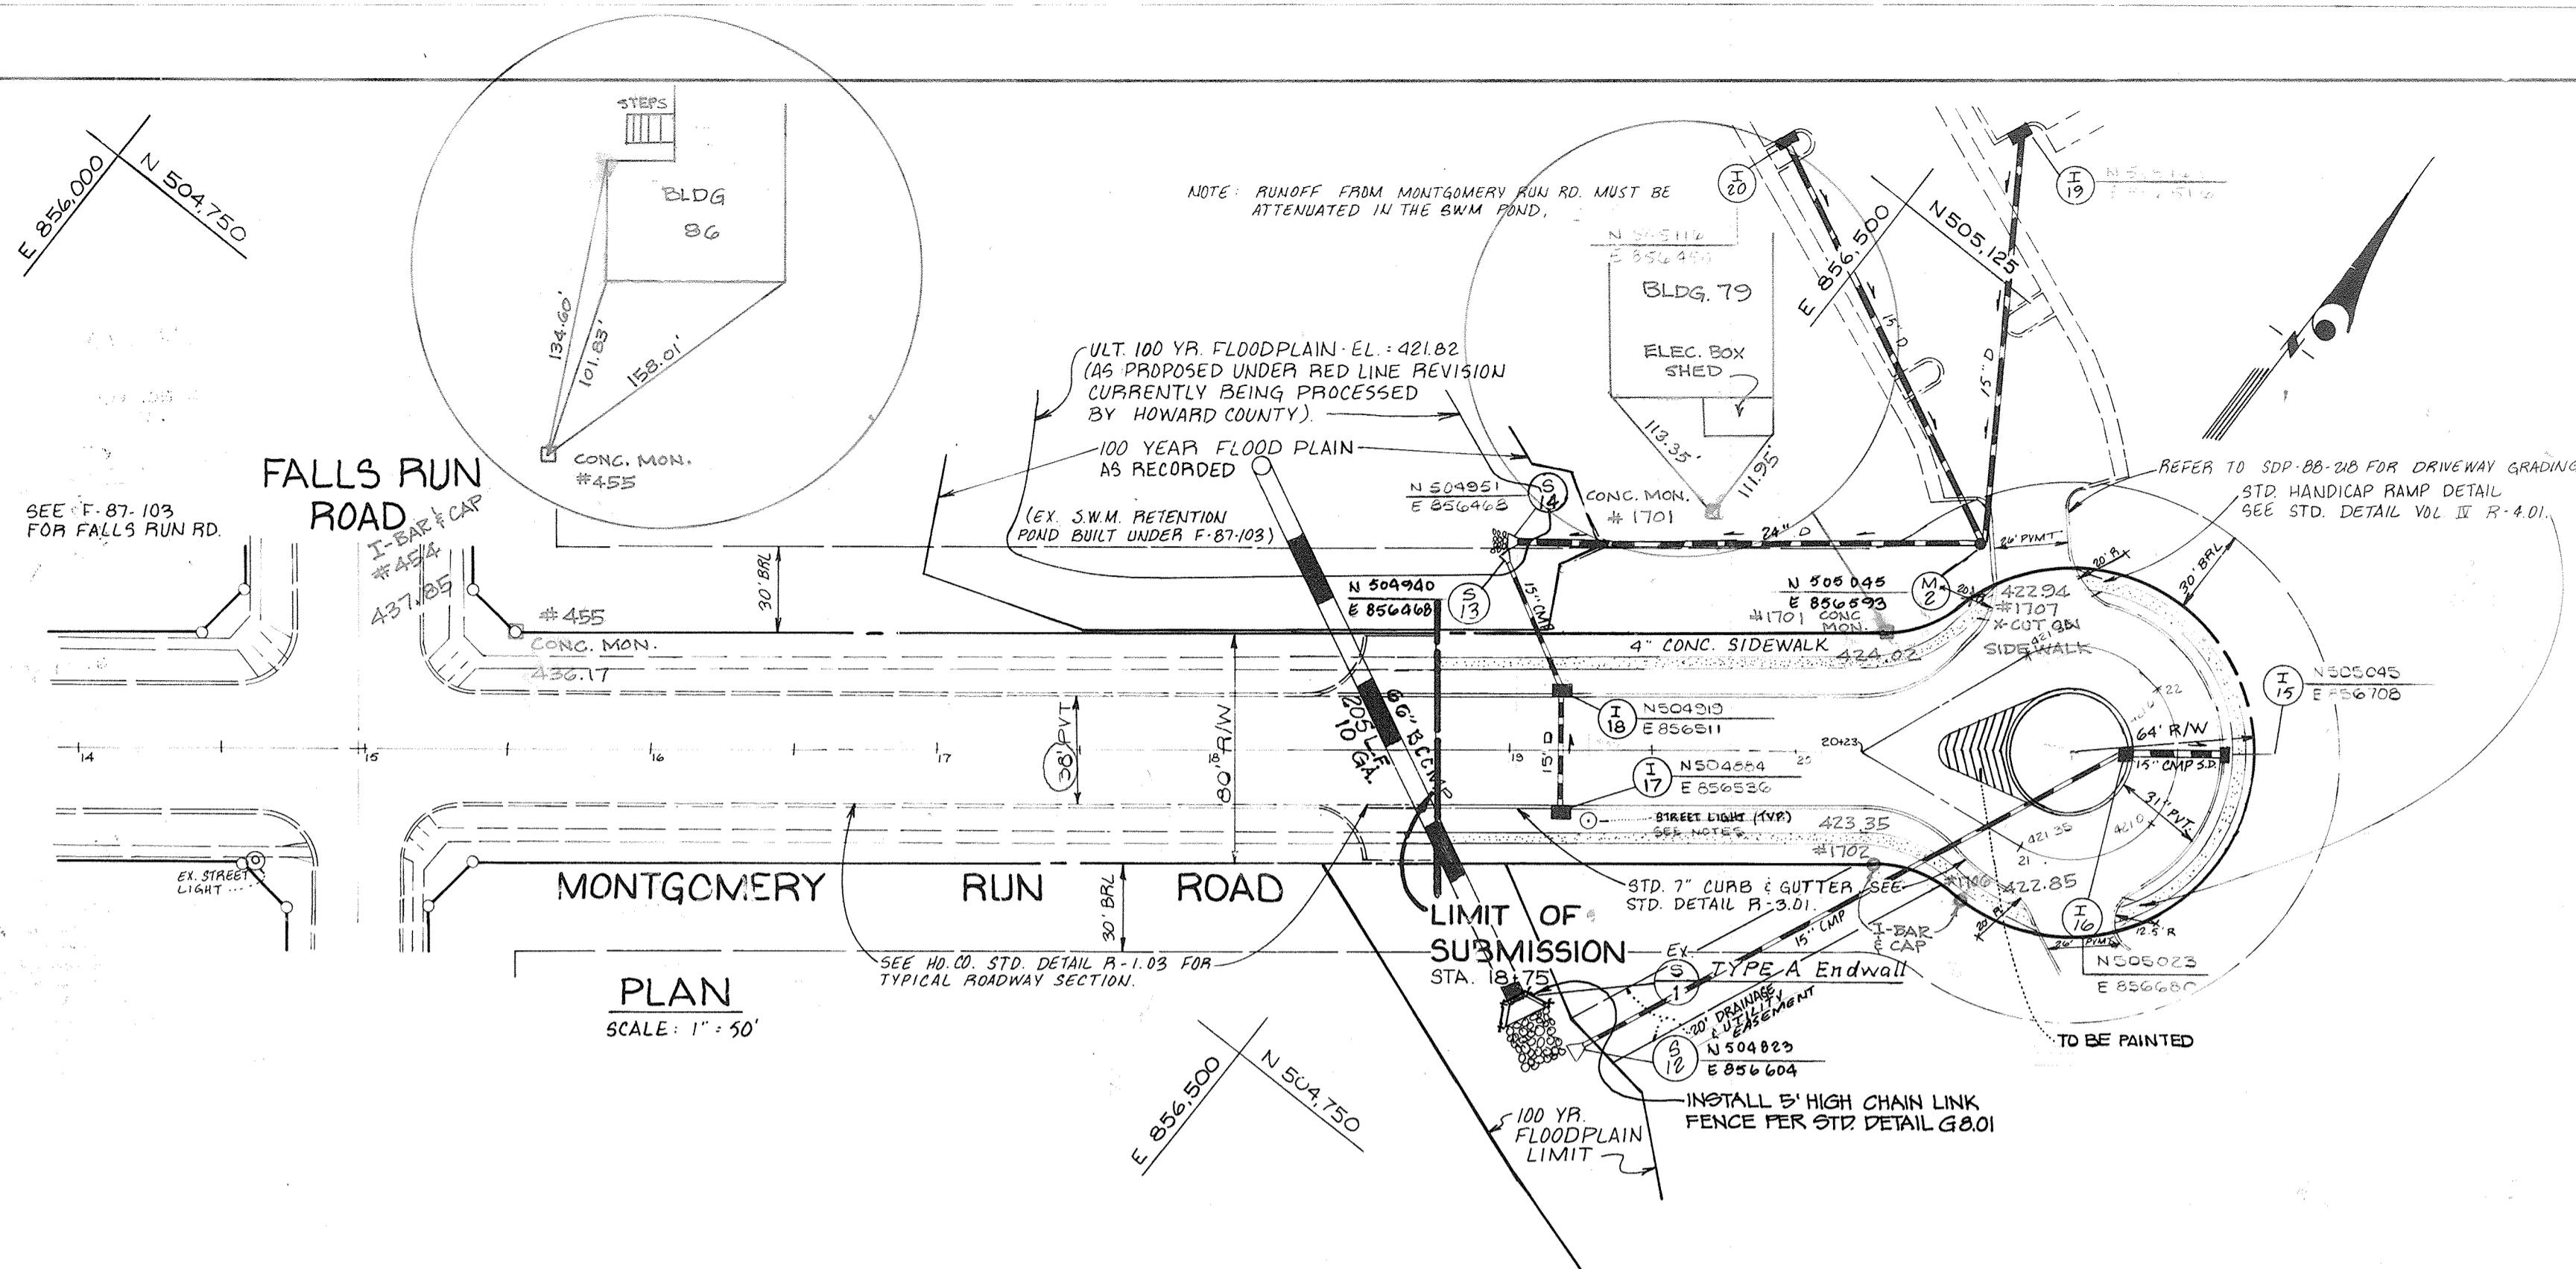 STEPS
BLDG
86
134.60'
101.83'
158.01'
CONC. MON.
#455
E 856,000
N 504,750
NOTE: RUNOFF FROM MONTGOMERY RUN RD. MUST BE
ATTENUATED IN THE SWM POND.
I
20
I
19
E 856,500
N 505,125
BLDG. 79
ELEC. BOX
SHED
113.35'
111.95'
CONC. MON.
# 1701
15" D
15" D
ULT. 100 YR. FLOODPLAIN EL.: 421.82
(AS PROPOSED UNDER RED LINE REVISION
CURRENTLY BEING PROCESSED
BY HOWARD COUNTY).
100 YEAR FLOOD PLAIN
AS RECORDED
(EX. S.W.M. RETENTION
POND BUILT UNDER F-87-103)
N 504951
E 856463
S
14
24" D
REFER TO SDP-88-218 FOR DRIVEWAY GRADING
STD. HANDICAP RAMP DETAIL
SEE STD. DETAIL VOL IV R-4.01.
FALLS RUN
ROAD
SEE F-87-103
FOR FALLS RUN RD.
I-BAR & CAP
#454
437.85
#455
CONC. MON.
436.17
30' BRL
N 504940
E 856468
S
13
15" CMP
N 505045
E 856593
M
2
#1701 CONC
MON.
424.02
4" CONC. SIDEWALK
26' PVMT
20' R
30' BRL
422.94
#1707
X-CUT ON
SIDEWALK
I
15
N505045
E 856708
64' R/W
15" CMP S.D.
31' PVT.
14
15
16
17
18
19
20
20+23
22
21
421.35
38' PVT
80' R/W
66" BCCMP
205 L.F.
10 GA.
I
18
N504919
E856511
15" D
I
17
N504884
E 856536
STREET LIGHT (TYP.)
SEE NOTES
423.35
#1702
#1706
422.85
EX. STREET
LIGHT
MONTGOMERY RUN ROAD
30' BRL
STD. 7" CURB & GUTTER SEE
STD. DETAIL R-3.01.
LIMIT OF
SUBMISSION
STA. 18+75
SEE HO. CO. STD. DETAIL R-1.03 FOR
TYPICAL ROADWAY SECTION.
EX.
S
1
TYPE A Endwall
15" CMP
20' DRAINAGE
& UTILITY
EASEMENT
I-BAR
& CAP
20' R
I
16
26' PVMT
12.5' R
N505023
E 856680
S
12
N 504823
E 856604
TO BE PAINTED
INSTALL 5' HIGH CHAIN LINK
FENCE PER STD. DETAIL G8.01
PLAN
SCALE: 1" = 50'
E 856,500
N 504,750
100 YR.
FLOODPLAIN
LIMIT